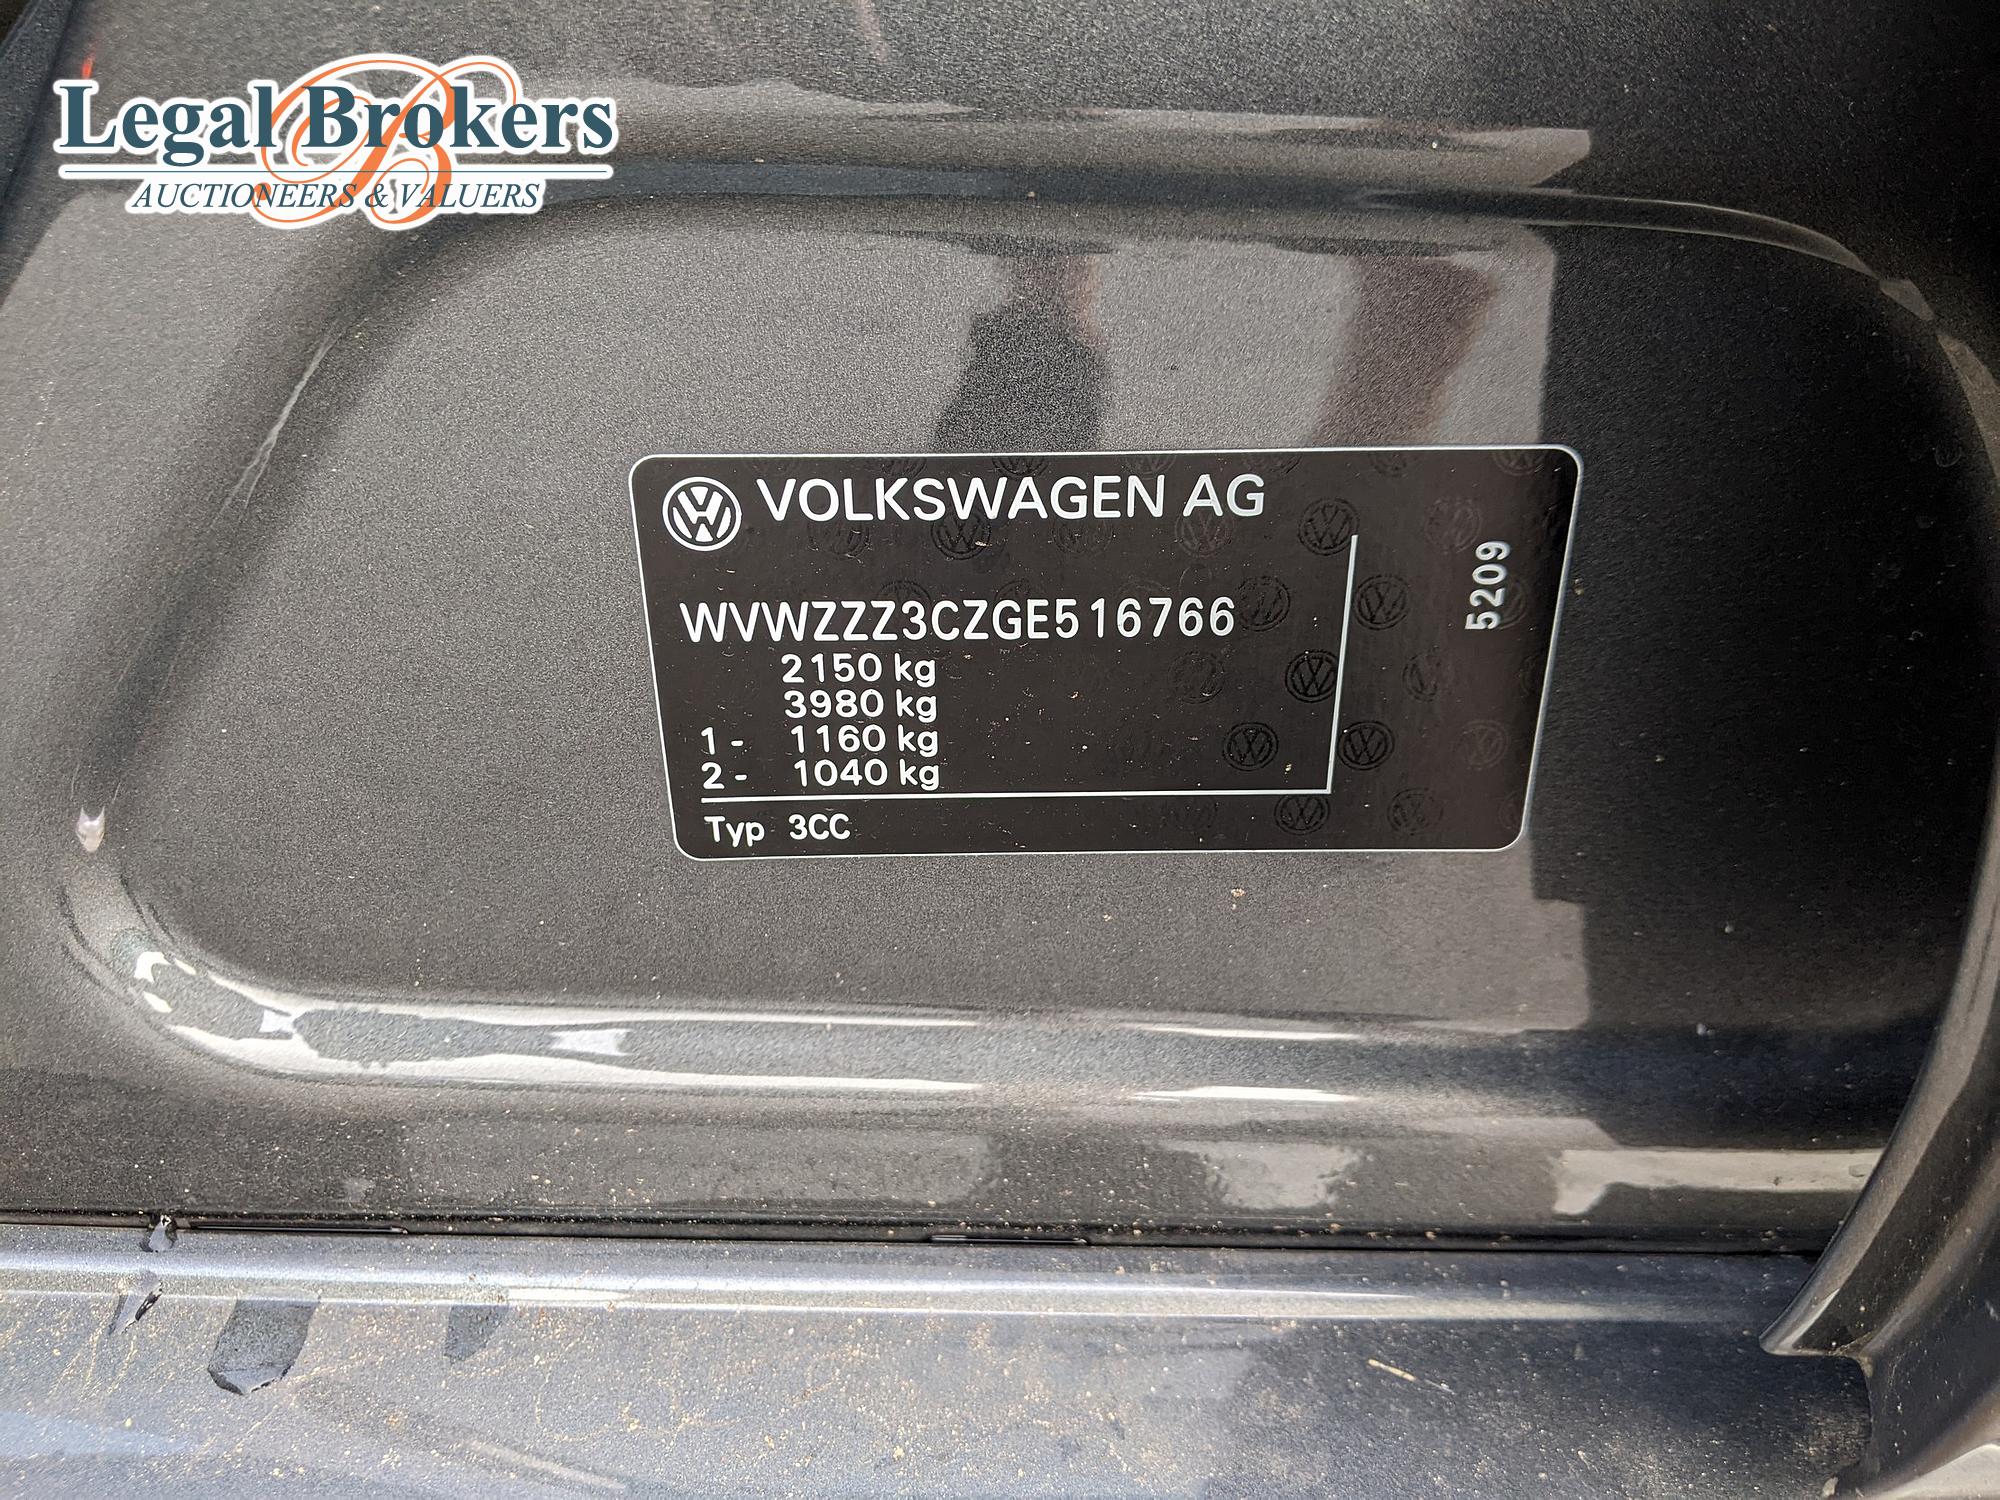 Legal Brokers
AUCTIONEERS & VALUERS
VOLKSWAGEN AG
WVWZZZ3CZGE516766
2150 kg
3980 kg
1 - 1160 kg
2 - 1040 kg
Typ 3CC
5209